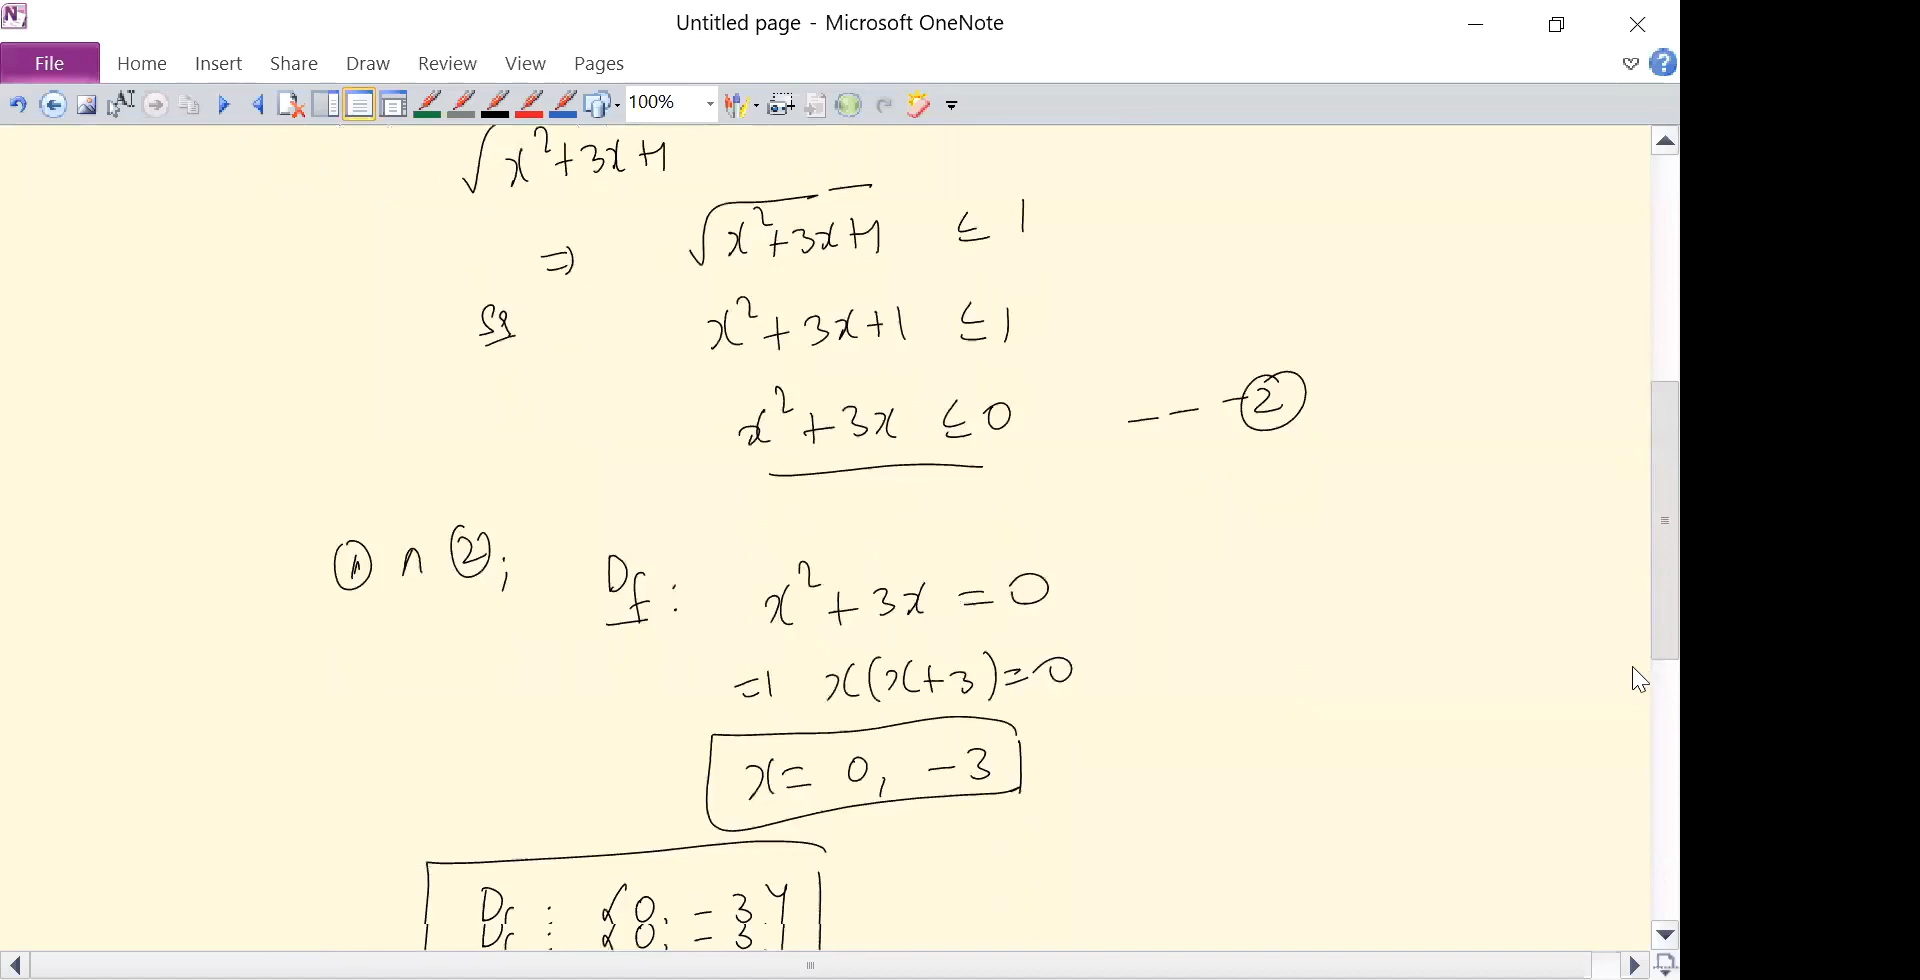 Untitled page - Microsoft OneNote
File Home Insert Share Draw Review View Pages
100%
√x²+3x+1
⇒ √x²+3x+1 ≤ 1
Sq x²+3x+1 ≤ 1
x²+3x ≤ 0 --- ②
① ∩ ②; Df : x²+3x = 0
⇒ x(x+3)=0
x = 0, -3
Df : {0, -3}